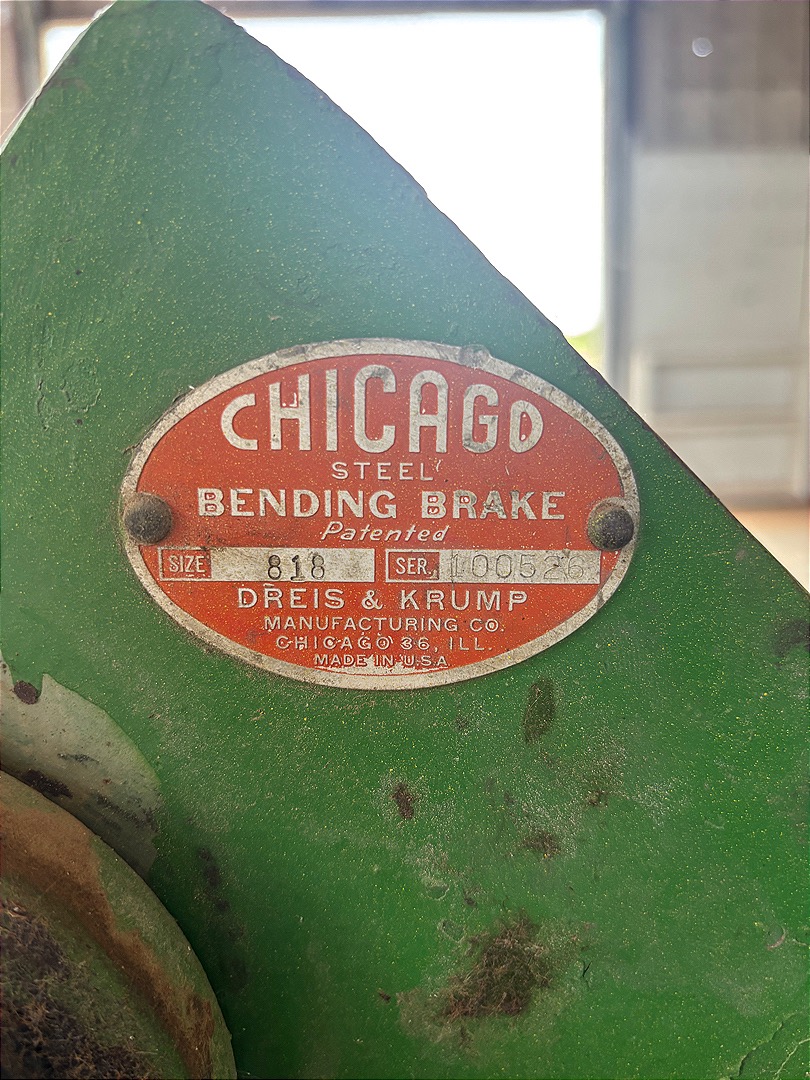 CHICAGO
STEEL
BENDING BRAKE
Patented
SIZE 818 SER. 100526
DREIS & KRUMP
MANUFACTURING CO.
CHICAGO 36, ILL.
MADE IN U.S.A